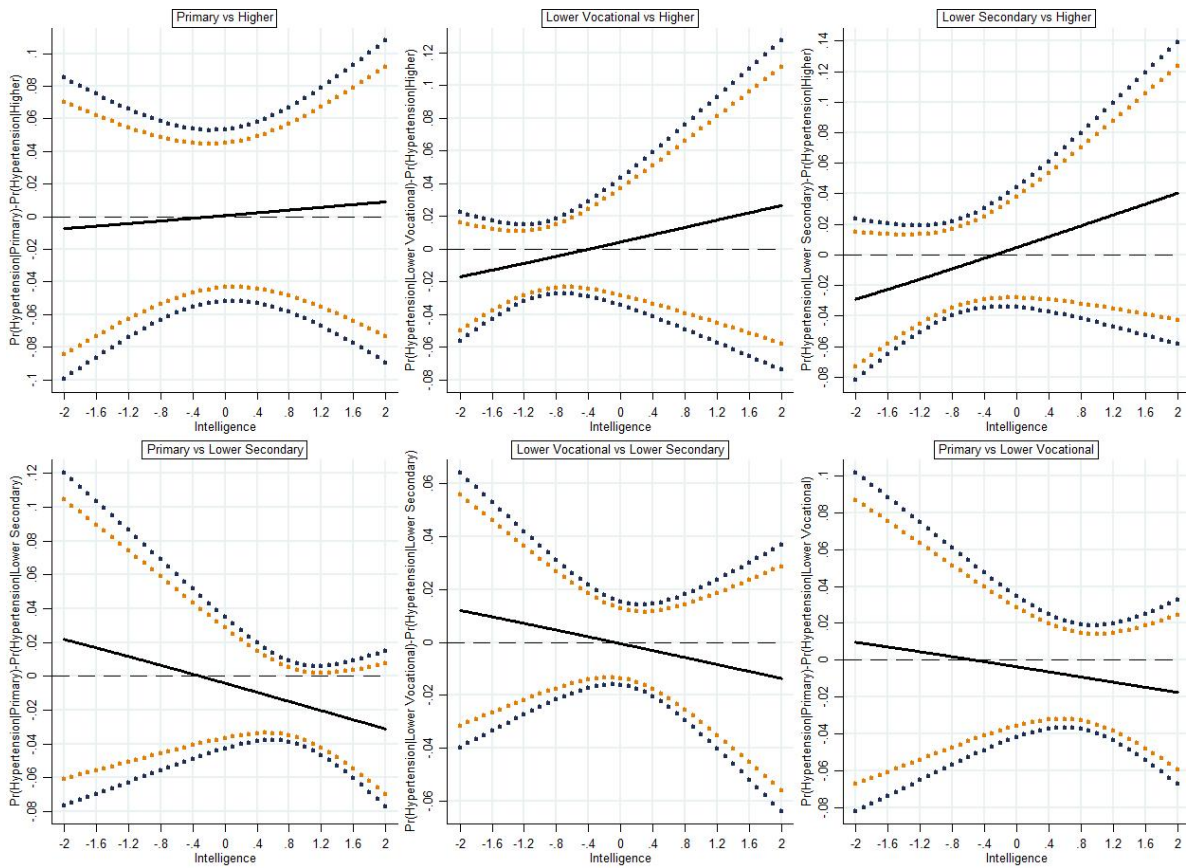 Primary vs Higher
Pr(Hypertension|Primary)-Pr(Hypertension|Higher)
.1
.08
.06
.04
.02
0
-.02
-.04
-.06
-.08
-.1
-2 -1.6 -1.2 -.8 -.4 0 .4 .8 1.2 1.6 2
Intelligence
Lower Vocational vs Higher
Pr(Hypertension|Lower Vocational)-Pr(Hypertension|Higher)
.12
.1
.08
.06
.04
.02
0
-.02
-.04
-.06
-.08
-2 -1.6 -1.2 -.8 -.4 0 .4 .8 1.2 1.6 2
Intelligence
Lower Secondary vs Higher
Pr(Hypertension|Lower Secondary)-Pr(Hypertension|Higher)
.14
.12
.1
.08
.06
.04
.02
0
-.02
-.04
-.06
-.08
-2 -1.6 -1.2 -.8 -.4 0 .4 .8 1.2 1.6 2
Intelligence
Primary vs Lower Secondary
Pr(Hypertension|Primary)-Pr(Hypertension|Lower Secondary)
.12
.1
.08
.06
.04
.02
0
-.02
-.04
-.06
-.08
-2 -1.6 -1.2 -.8 -.4 0 .4 .8 1.2 1.6 2
Intelligence
Lower Vocational vs Lower Secondary
Pr(Hypertension|Lower Vocational)-Pr(Hypertension|Lower Secondary)
.06
.04
.02
0
-.02
-.04
-.06
-2 -1.6 -1.2 -.8 -.4 0 .4 .8 1.2 1.6 2
Intelligence
Primary vs Lower Vocational
Pr(Hypertension|Primary)-Pr(Hypertension|Lower Vocational)
.1
.08
.06
.04
.02
0
-.02
-.04
-.06
-.08
-2 -1.6 -1.2 -.8 -.4 0 .4 .8 1.2 1.6 2
Intelligence